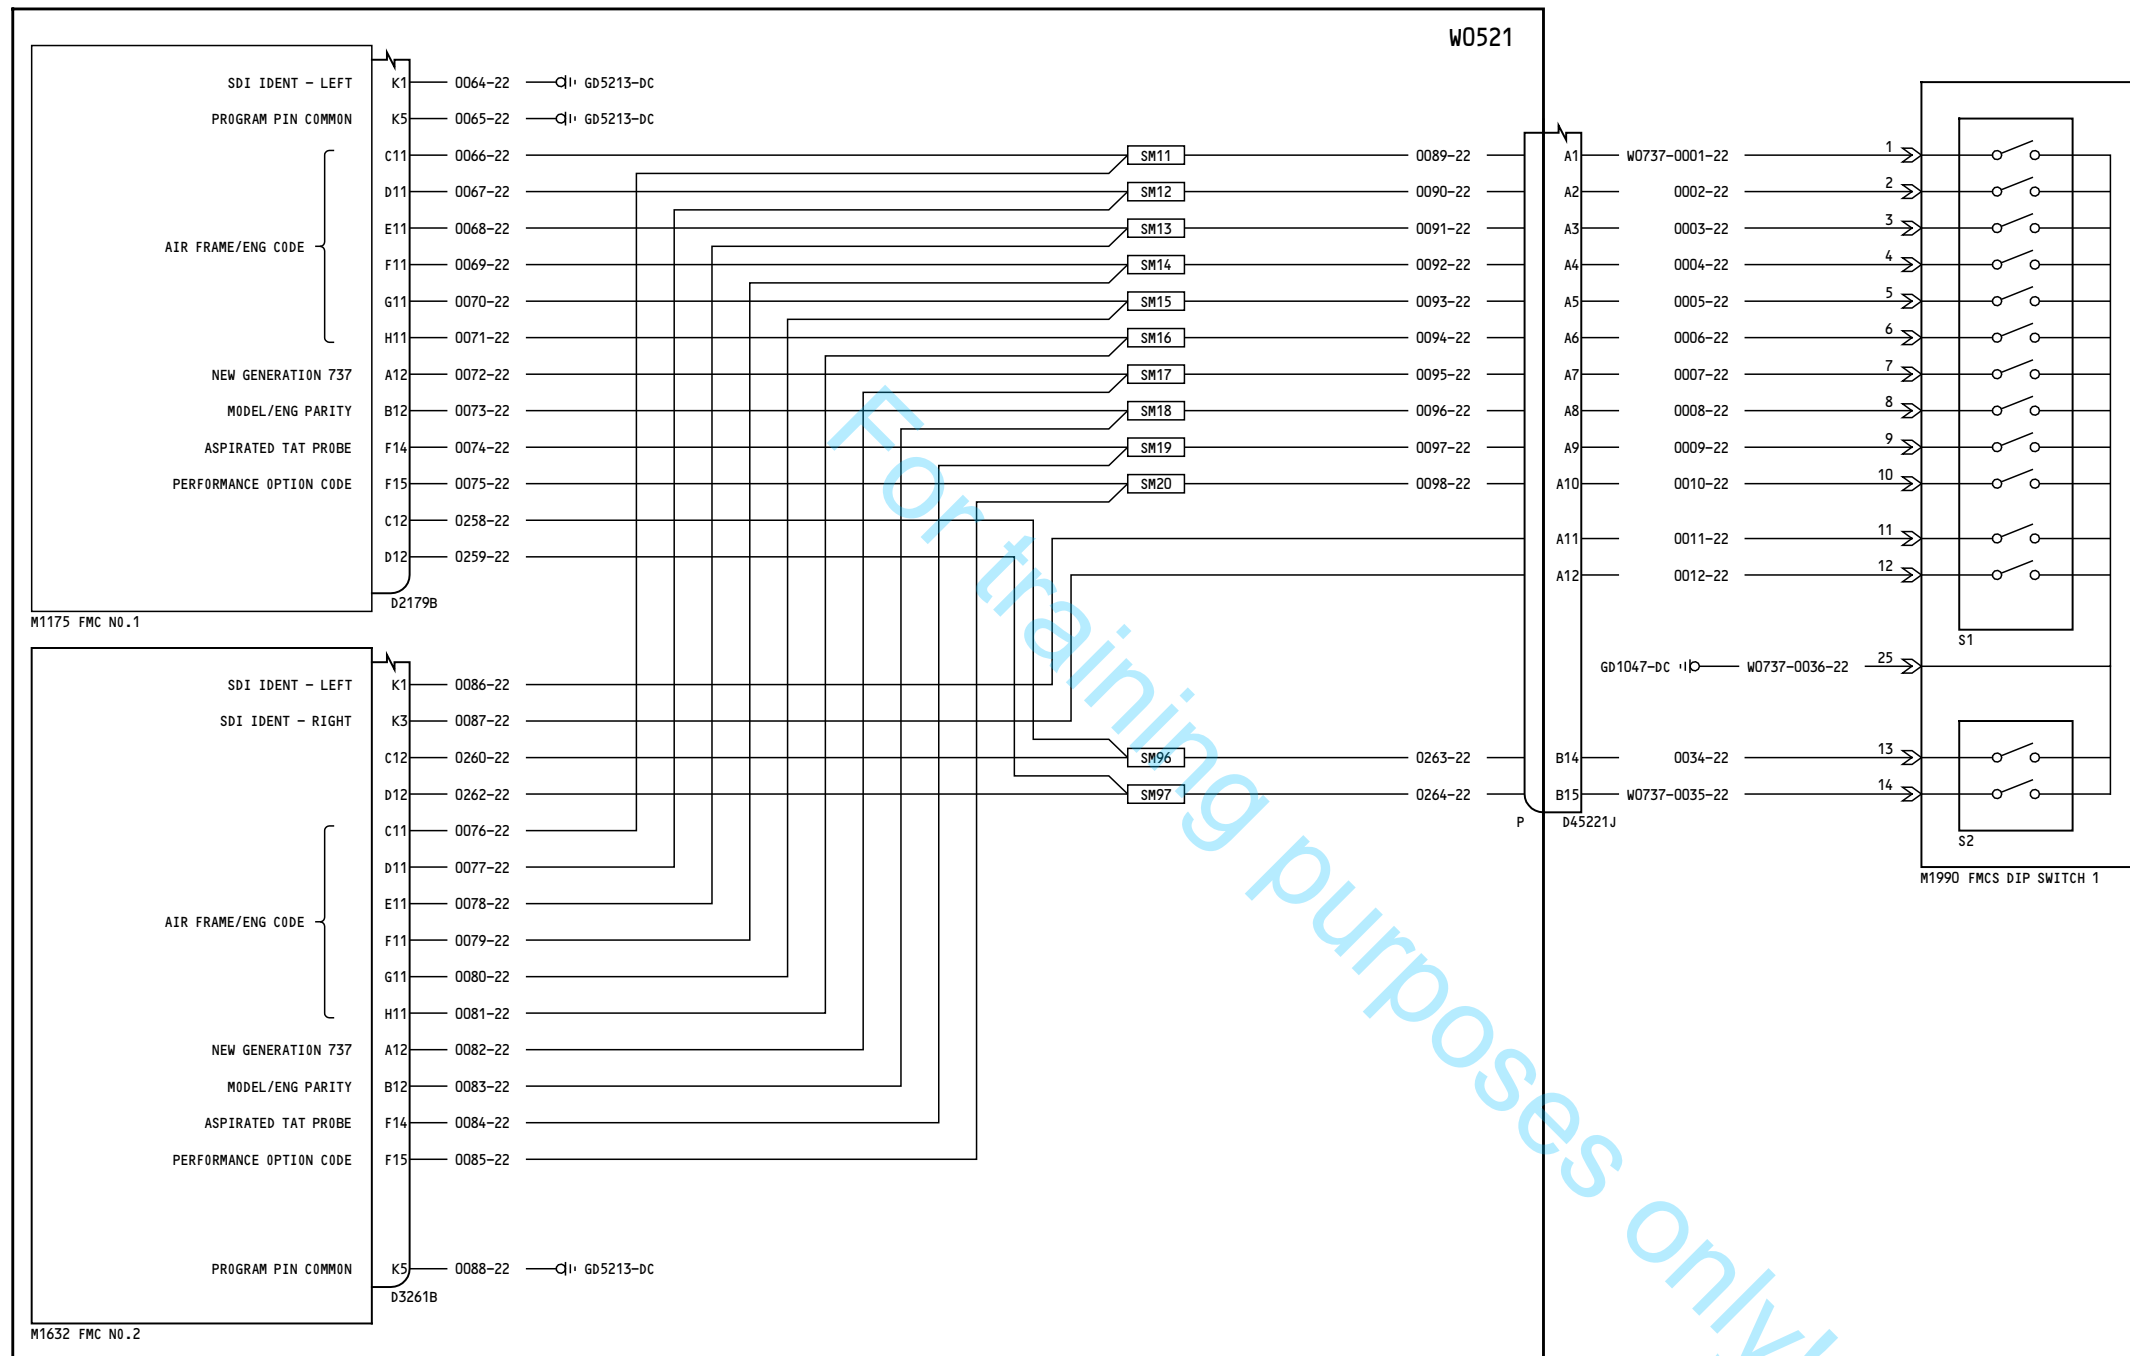 W0521
SDI IDENT - LEFT K1 0064-22 GD5213-DC
PROGRAM PIN COMMON K5 0065-22 GD5213-DC
C11 0066-22 SM11 0089-22 A1 W0737-0001-22 1
D11 0067-22 SM12 0090-22 A2 0002-22 2
E11 0068-22 SM13 0091-22 A3 0003-22 3
AIR FRAME/ENG CODE
F11 0069-22 SM14 0092-22 A4 0004-22 4
G11 0070-22 SM15 0093-22 A5 0005-22 5
H11 0071-22 SM16 0094-22 A6 0006-22 6
NEW GENERATION 737 A12 0072-22 SM17 0095-22 A7 0007-22 7
MODEL/ENG PARITY B12 0073-22 SM18 0096-22 A8 0008-22 8
ASPIRATED TAT PROBE F14 0074-22 SM19 0097-22 A9 0009-22 9
PERFORMANCE OPTION CODE F15 0075-22 SM20 0098-22 A10 0010-22 10
C12 0258-22
A11 0011-22 11
D12 0259-22
A12 0012-22 12
D2179B
M1175 FMC NO.1
S1
GD1047-DC W0737-0036-22 25
SDI IDENT - LEFT K1 0086-22
SDI IDENT - RIGHT K3 0087-22
C12 0260-22 SM96 0263-22 B14 0034-22 13
D12 0262-22 SM97 0264-22 B15 W0737-0035-22 14
P D45221J
S2
M1990 FMCS DIP SWITCH 1
C11 0076-22
D11 0077-22
E11 0078-22
AIR FRAME/ENG CODE
F11 0079-22
G11 0080-22
H11 0081-22
NEW GENERATION 737 A12 0082-22
MODEL/ENG PARITY B12 0083-22
ASPIRATED TAT PROBE F14 0084-22
PERFORMANCE OPTION CODE F15 0085-22
PROGRAM PIN COMMON K5 0088-22 GD5213-DC
D3261B
M1632 FMC NO.2
For training purposes only!